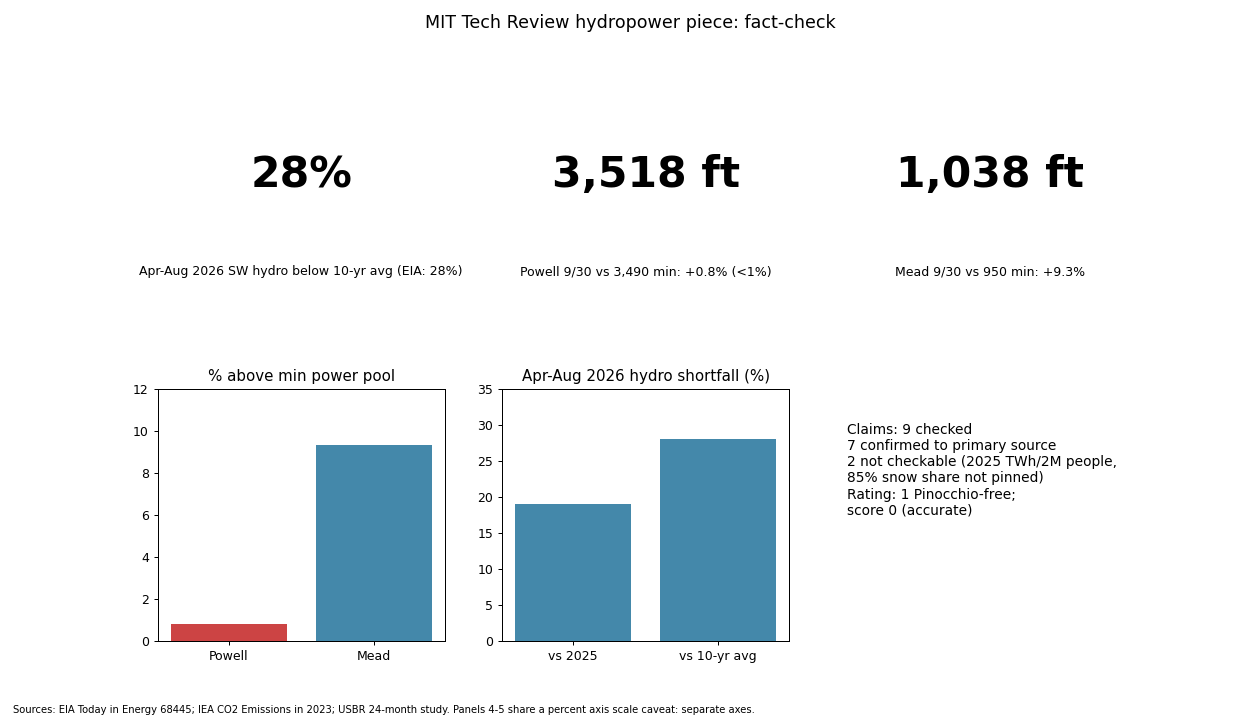 MIT Tech Review hydropower piece: fact-check
28%
3,518 ft
1,038 ft
Apr-Aug 2026 SW hydro below 10-yr avg (EIA: 28%)
Powell 9/30 vs 3,490 min: +0.8% (<1%)
Mead 9/30 vs 950 min: +9.3%
% above min power pool
12
10
8
6
4
2
0
Powell
Mead
Apr-Aug 2026 hydro shortfall (%)
35
30
25
20
15
10
5
0
vs 2025
vs 10-yr avg
Claims: 9 checked
7 confirmed to primary source
2 not checkable (2025 TWh/2M people,
85% snow share not pinned)
Rating: 1 Pinocchio-free;
score 0 (accurate)
Sources: EIA Today in Energy 68445; IEA CO2 Emissions in 2023; USBR 24-month study. Panels 4-5 share a percent axis scale caveat: separate axes.